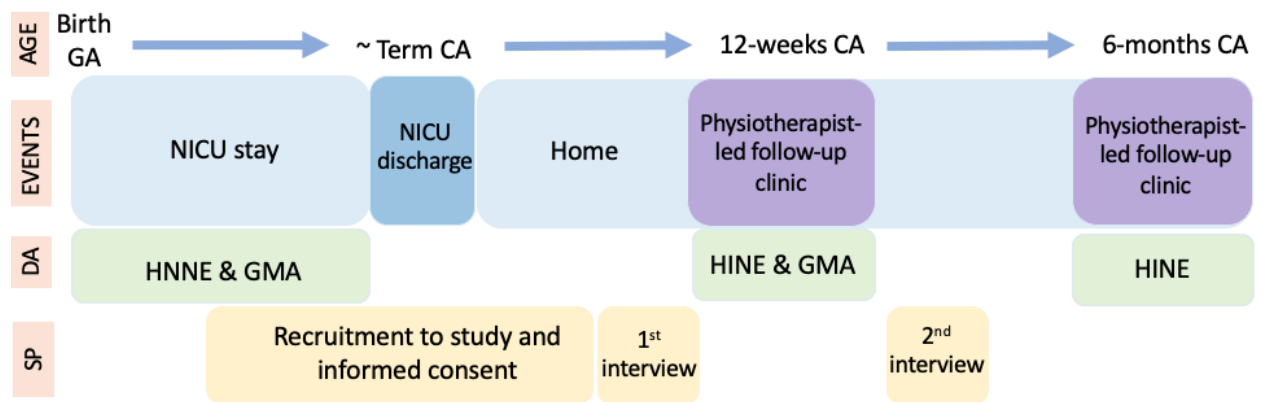 AGE
Birth
GA
~ Term CA
12-weeks CA
6-months CA
EVENTS
NICU stay
NICU
discharge
Home
Physiotherapist-
led follow-up
clinic
Physiotherapist-
led follow-up
clinic
DA
HNNE & GMA
HINE & GMA
HINE
SP
Recruitment to study and
informed consent
1st
interview
2nd
interview